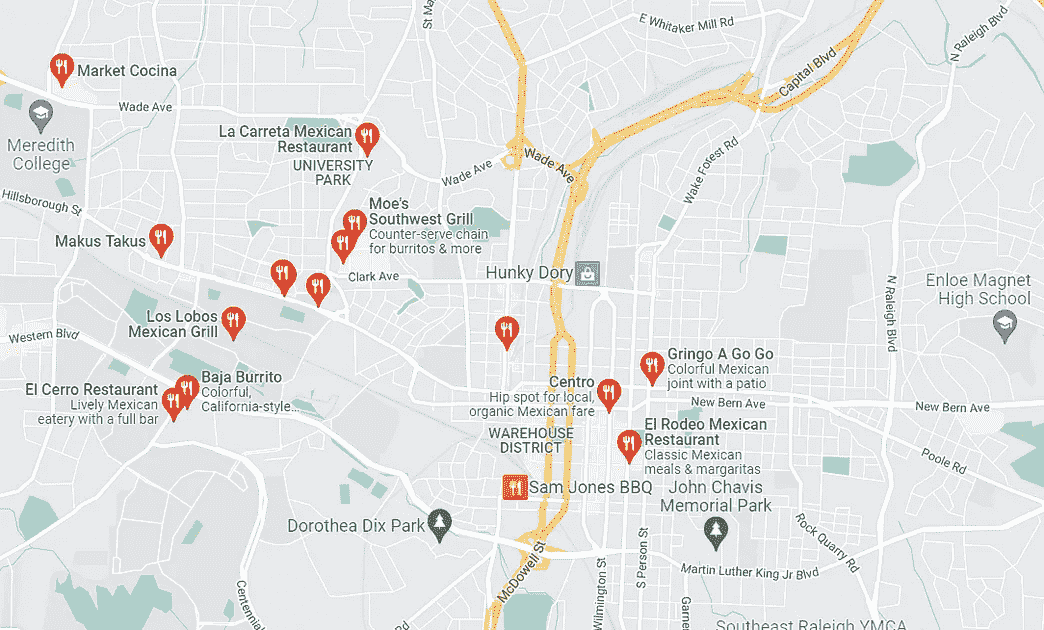 E Whitaker Mill Rd
N Raleigh Blvd
Capital Blvd
Market Cocina
Wade Ave
Meredith
College
La Carreta Mexican
Restaurant
UNIVERSITY
PARK
Wade Ave
Wade Ave
Wake Forest Rd
Hillsborough St
Moe's
Southwest Grill
Counter-serve chain
for burritos & more
Makus Takus
Clark Ave
Hunky Dory
N Raleigh Blvd
Enloe Magnet
High School
Los Lobos
Mexican Grill
Western Blvd
El Cerro Restaurant
Lively Mexican
eatery with a full bar
Baja Burrito
Colorful,
California-style...
Gringo A Go Go
Colorful Mexican
joint with a patio
Centro
Hip spot for local,
organic Mexican fare
New Bern Ave
New Bern Ave
WAREHOUSE
DISTRICT
El Rodeo Mexican
Restaurant
Classic Mexican
meals & margaritas
Poole Rd
Sam Jones BBQ
John Chavis
Memorial Park
Dorothea Dix Park
Rock Quarry Rd
McDowell St
S Person St
Martin Luther King Jr Blvd
Wilmington St
Centennial
Rd
Southeast Raleigh YMCA